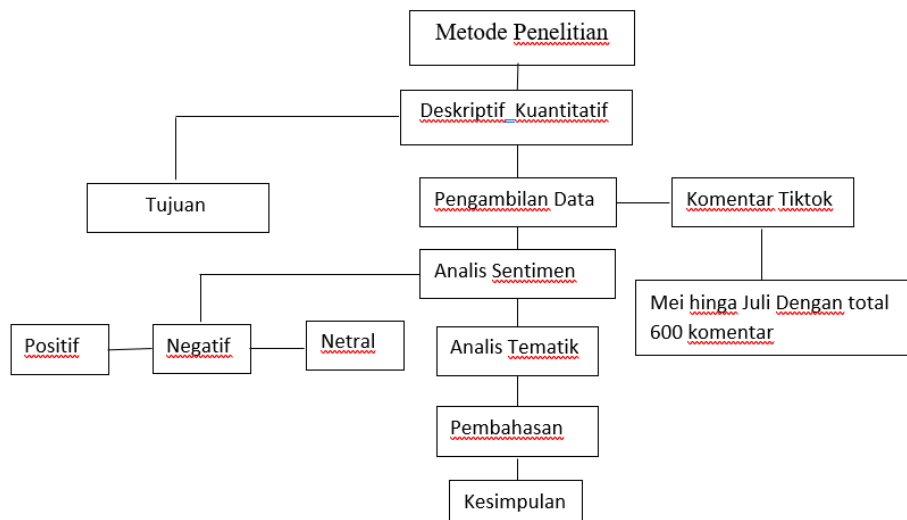 Metode Penelitian
Deskriptif Kuantitatif
Tujuan
Pengambilan Data
Komentar Tiktok
Analis Sentimen
Mei hingga Juli Dengan total
600 komentar
Positif
Negatif
Netral
Analis Tematik
Pembahasan
Kesimpulan